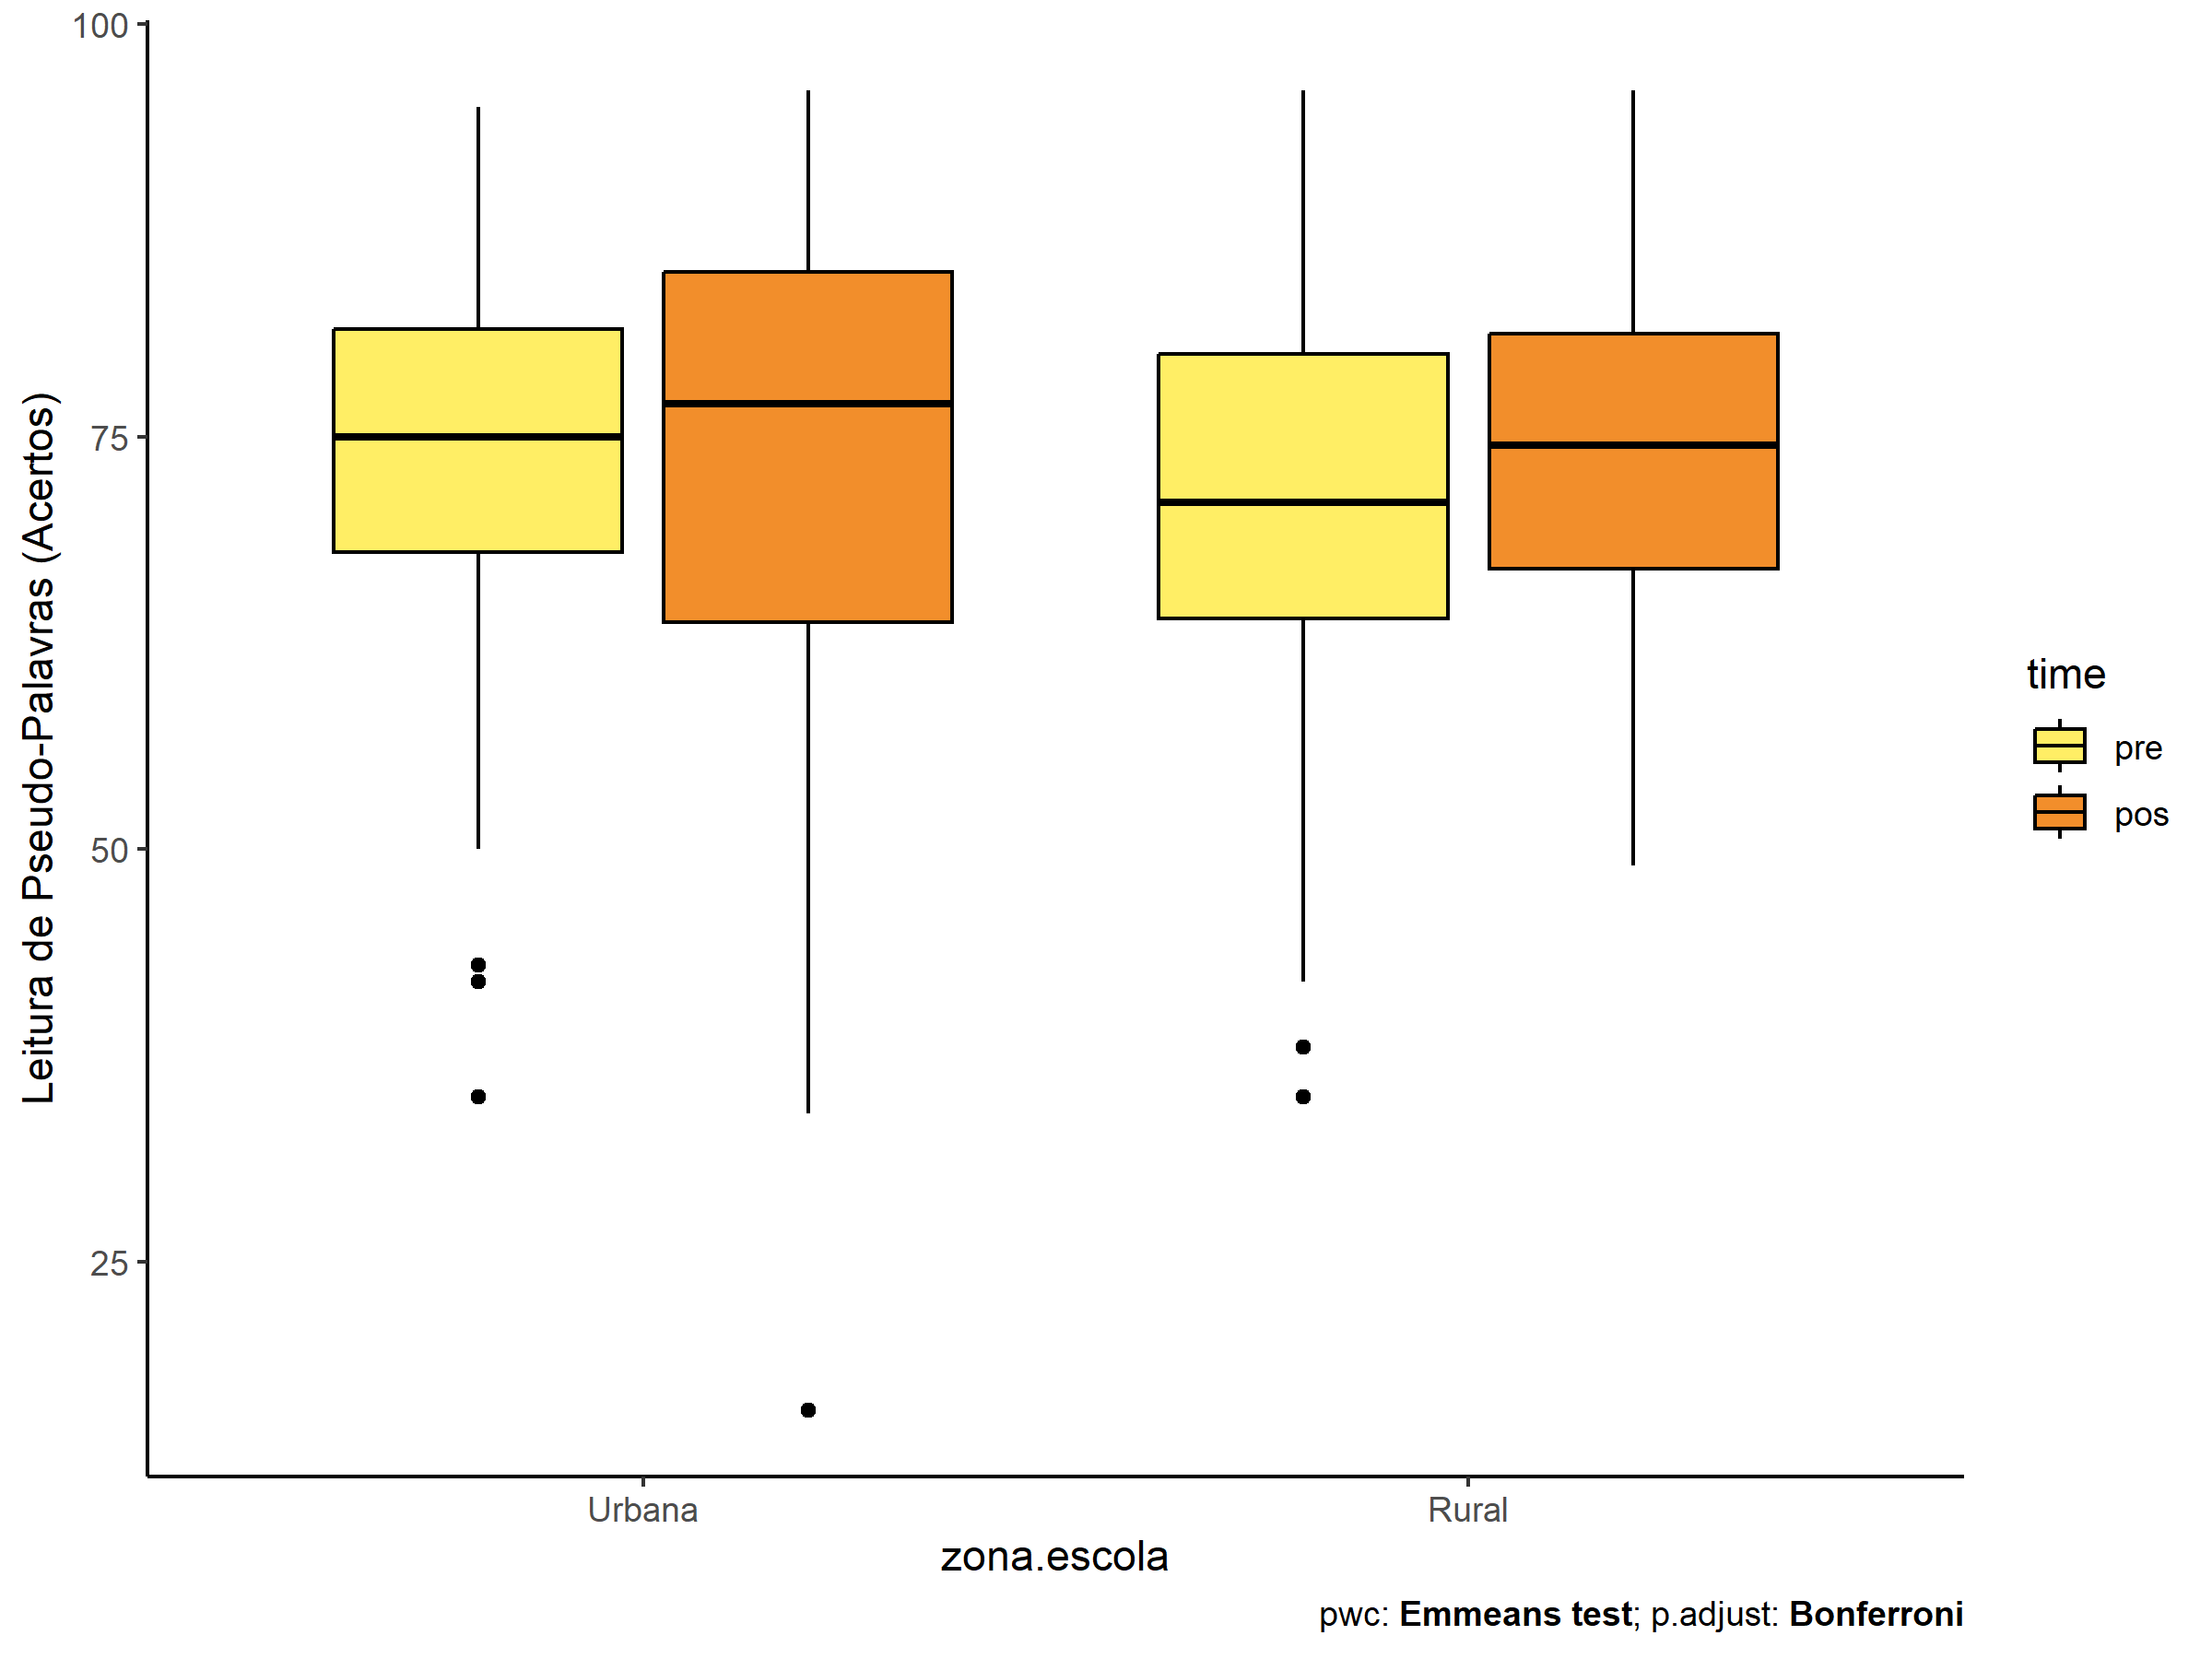 100
75
50
25
Leitura de Pseudo-Palavras (Acertos)
Urbana
Rural
zona.escola
time
pre
pos
pwc: Emmeans test; p.adjust: Bonferroni